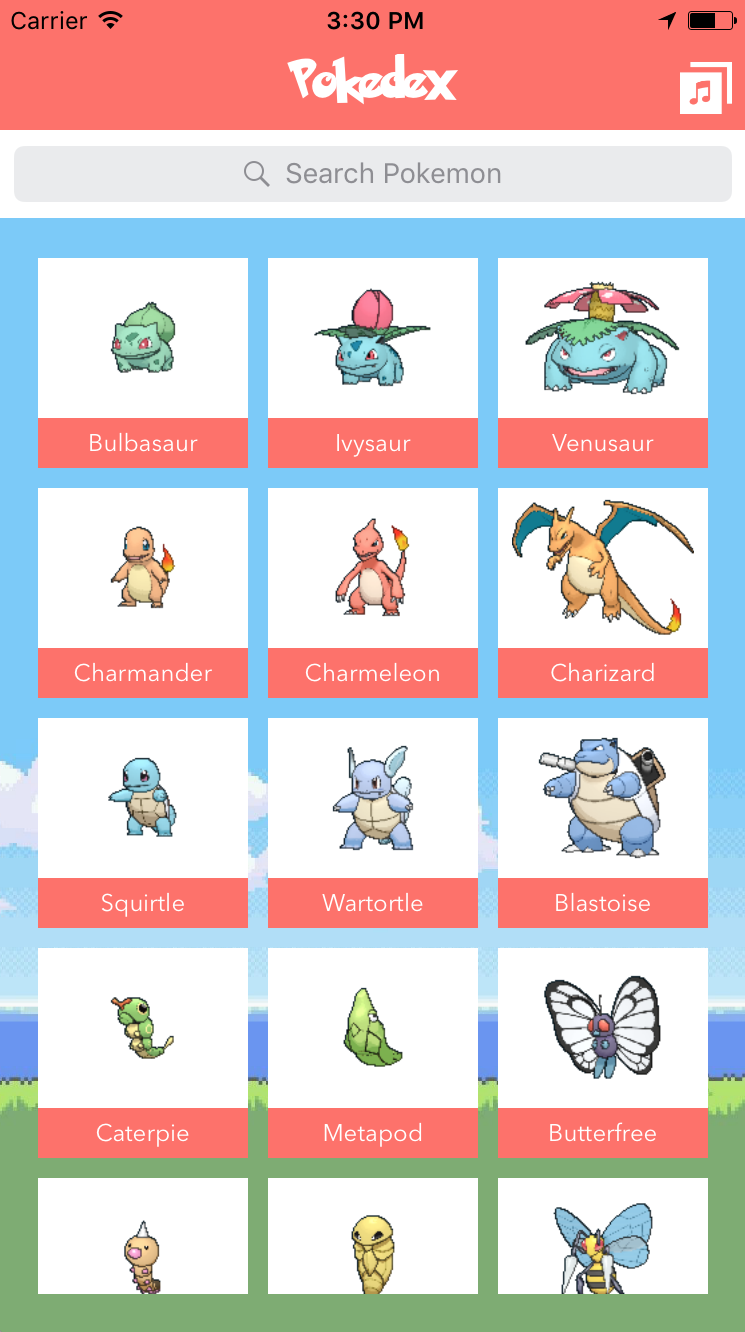 Carrier 3:30 PM
Pokedex
Search Pokemon
Bulbasaur Ivysaur Venusaur
Charmander Charmeleon Charizard
Squirtle Wartortle Blastoise
Caterpie Metapod Butterfree